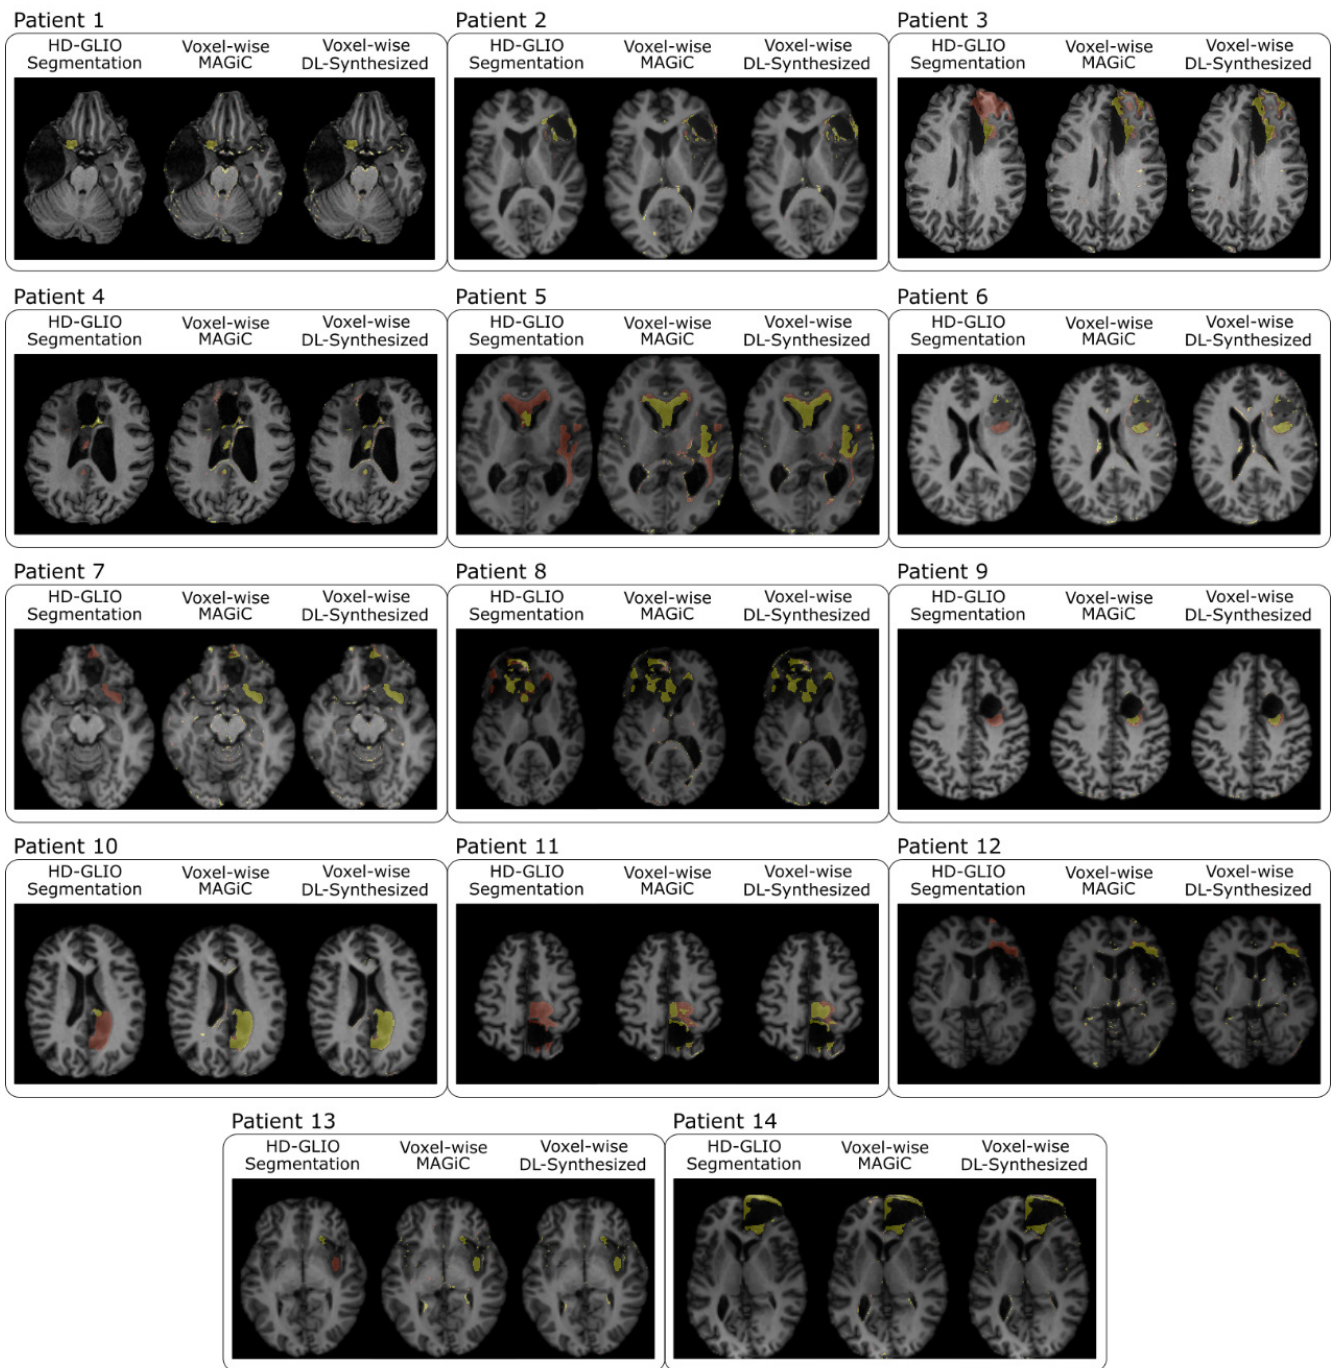 Patient 1
HD-GLIO Segmentation
Voxel-wise MAGiC
Voxel-wise DL-Synthesized
Patient 2
HD-GLIO Segmentation
Voxel-wise MAGiC
Voxel-wise DL-Synthesized
Patient 3
HD-GLIO Segmentation
Voxel-wise MAGiC
Voxel-wise DL-Synthesized
Patient 4
HD-GLIO Segmentation
Voxel-wise MAGiC
Voxel-wise DL-Synthesized
Patient 5
HD-GLIO Segmentation
Voxel-wise MAGiC
Voxel-wise DL-Synthesized
Patient 6
HD-GLIO Segmentation
Voxel-wise MAGiC
Voxel-wise DL-Synthesized
Patient 7
HD-GLIO Segmentation
Voxel-wise MAGiC
Voxel-wise DL-Synthesized
Patient 8
HD-GLIO Segmentation
Voxel-wise MAGiC
Voxel-wise DL-Synthesized
Patient 9
HD-GLIO Segmentation
Voxel-wise MAGiC
Voxel-wise DL-Synthesized
Patient 10
HD-GLIO Segmentation
Voxel-wise MAGiC
Voxel-wise DL-Synthesized
Patient 11
HD-GLIO Segmentation
Voxel-wise MAGiC
Voxel-wise DL-Synthesized
Patient 12
HD-GLIO Segmentation
Voxel-wise MAGiC
Voxel-wise DL-Synthesized
Patient 13
HD-GLIO Segmentation
Voxel-wise MAGiC
Voxel-wise DL-Synthesized
Patient 14
HD-GLIO Segmentation
Voxel-wise MAGiC
Voxel-wise DL-Synthesized